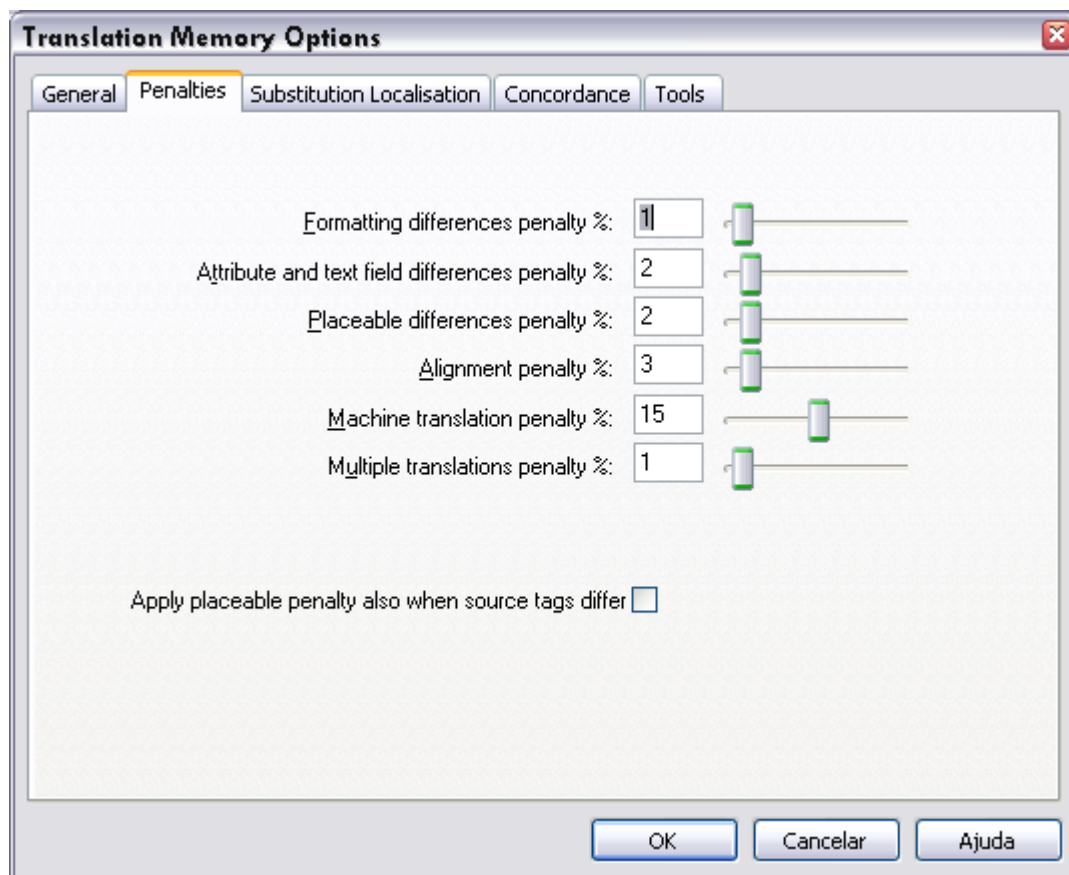 Translation Memory Options
General Penalties Substitution Localisation Concordance Tools
Formatting differences penalty %: 1
Attribute and text field differences penalty %: 2
Placeable differences penalty %: 2
Alignment penalty %: 3
Machine translation penalty %: 15
Multiple translations penalty %: 1
Apply placeable penalty also when source tags differ
OK Cancelar Ajuda